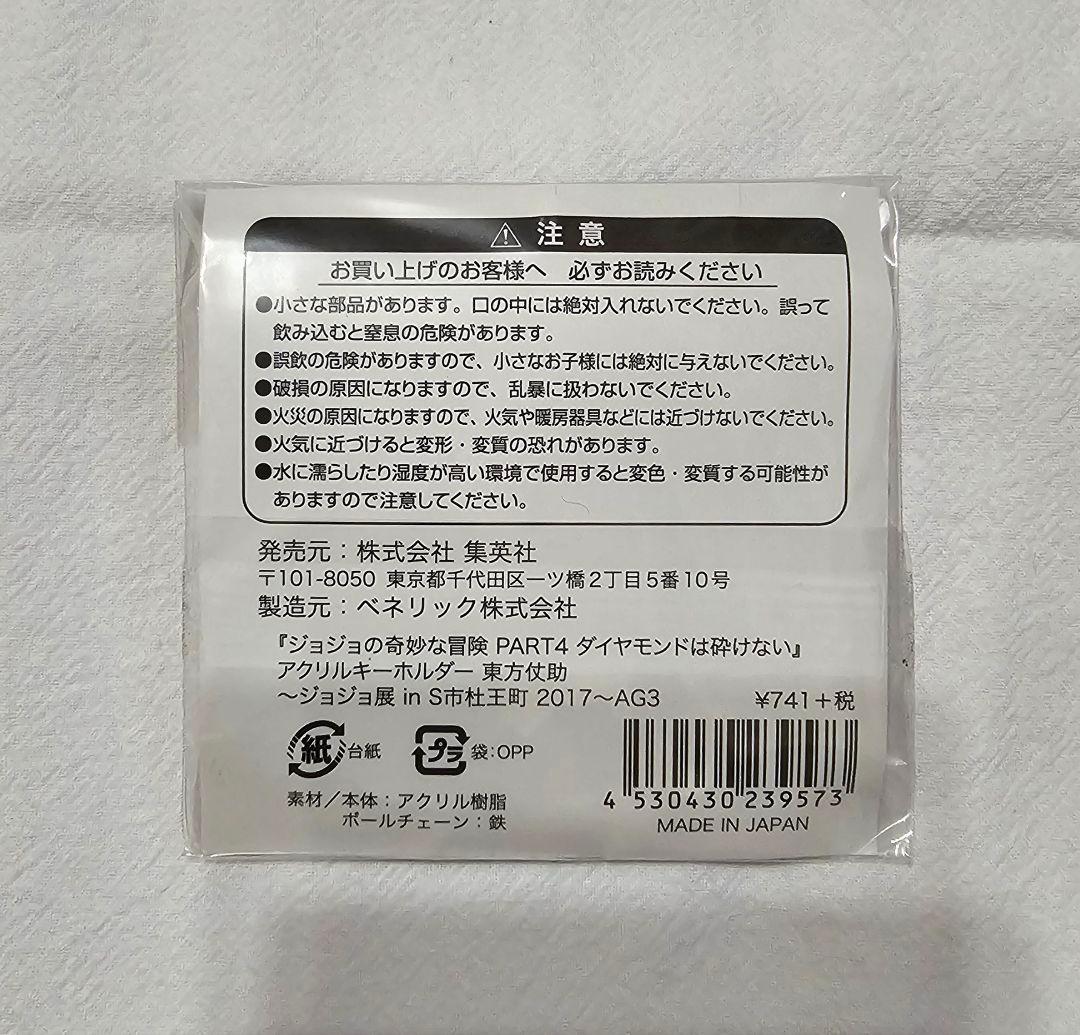 ⚠ 注意
お買い上げのお客様へ 必ずお読みください
●小さな部品があります。口の中には絶対入れないでください。誤って
飲み込むと窒息の危険があります。
●誤飲の危険がありますので、小さなお子様には絶対に与えないでください。
●破損の原因になりますので、乱暴に扱わないでください。
●火災の原因になりますので、火気や暖房器具などには近づけないでください。
●火気に近づけると変形・変質の恐れがあります。
●水に濡らしたり湿度が高い環境で使用すると変色・変質する可能性が
ありますので注意してください。
発売元：株式会社 集英社
〒101-8050 東京都千代田区一ツ橋2丁目5番10号
製造元：ベネリック株式会社
『ジョジョの奇妙な冒険 PART4 ダイヤモンドは砕けない』
アクリルキーホルダー 東方仗助
〜ジョジョ展 in S市杜王町 2017〜AG3 ¥741+税
紙 台紙 プラ 袋:OPP
素材／本体：アクリル樹脂
ボールチェーン：鉄
4 530430 239573
MADE IN JAPAN